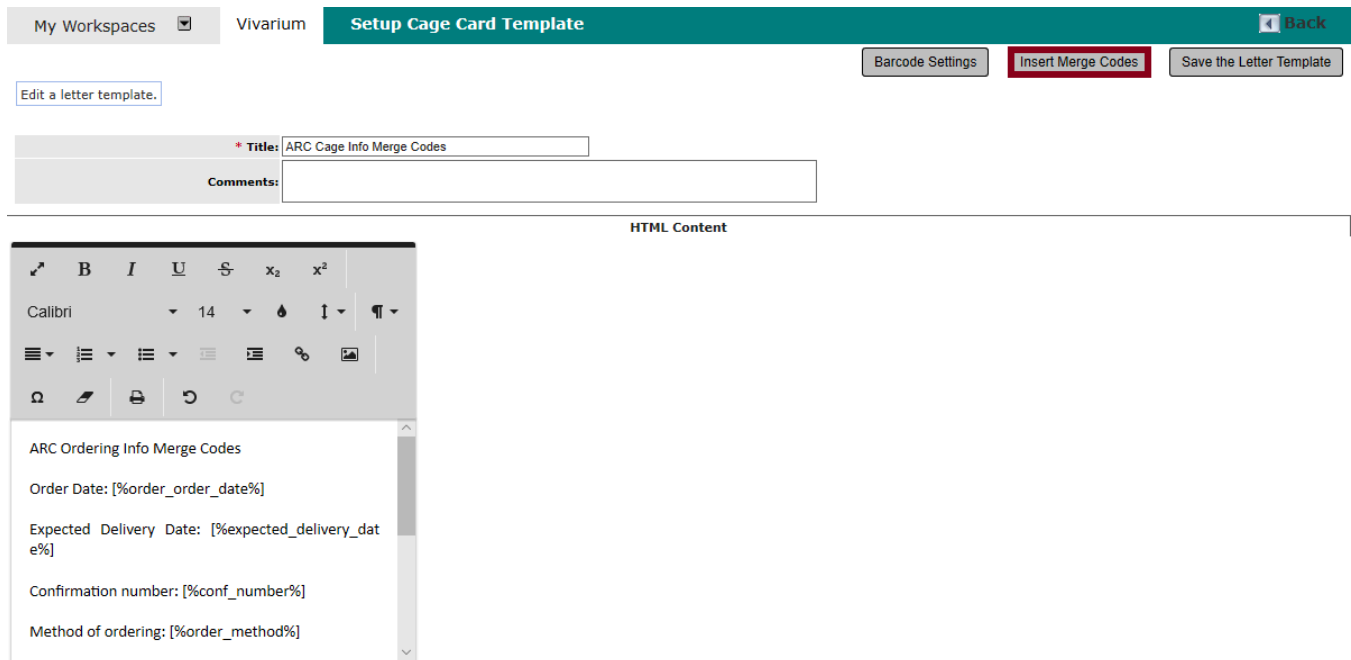 My Workspaces Vivarium Setup Cage Card Template Back
Barcode Settings Insert Merge Codes Save the Letter Template
Edit a letter template.
* Title: ARC Cage Info Merge Codes
Comments:
HTML Content
B I U S x₂ x²
Calibri 14 ¶
Ω
ARC Ordering Info Merge Codes
Order Date: [%order_order_date%]
Expected Delivery Date: [%expected_delivery_dat
e%]
Confirmation number: [%conf_number%]
Method of ordering: [%order_method%]